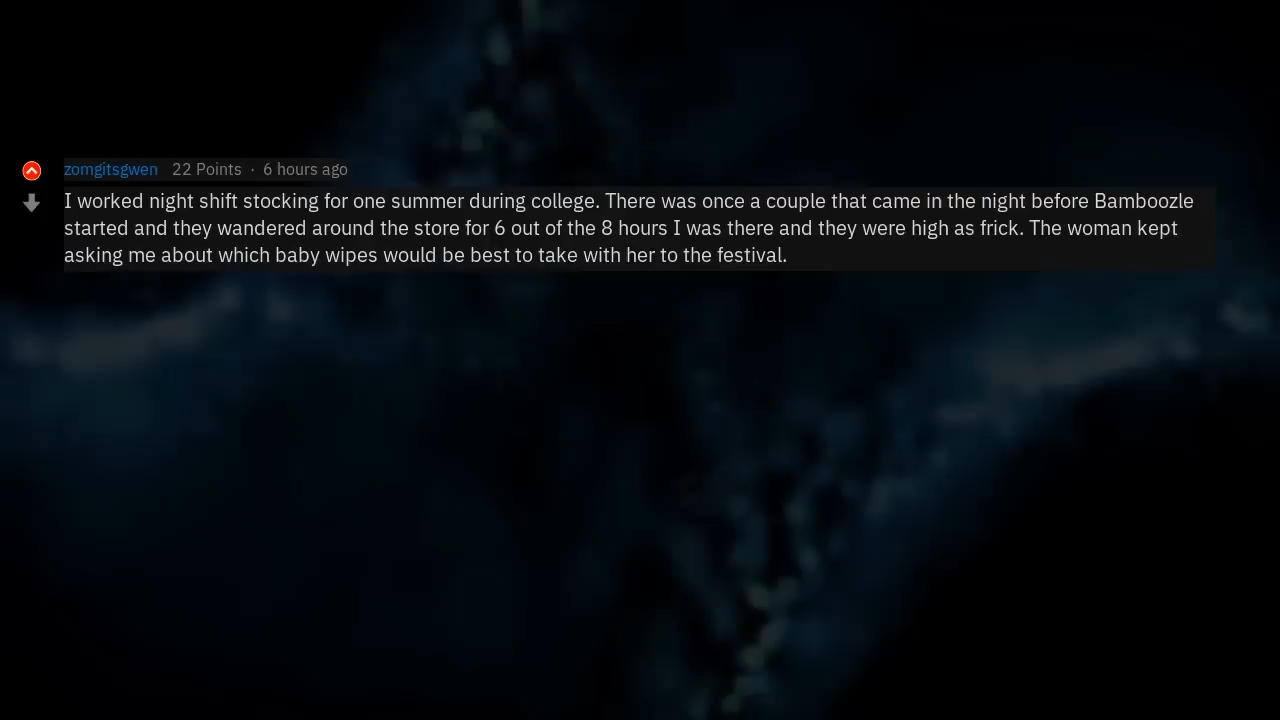 zomgitsgwen 22 Points · 6 hours ago
I worked night shift stocking for one summer during college. There was once a couple that came in the night before Bamboozle
started and they wandered around the store for 6 out of the 8 hours I was there and they were high as frick. The woman kept
asking me about which baby wipes would be best to take with her to the festival.